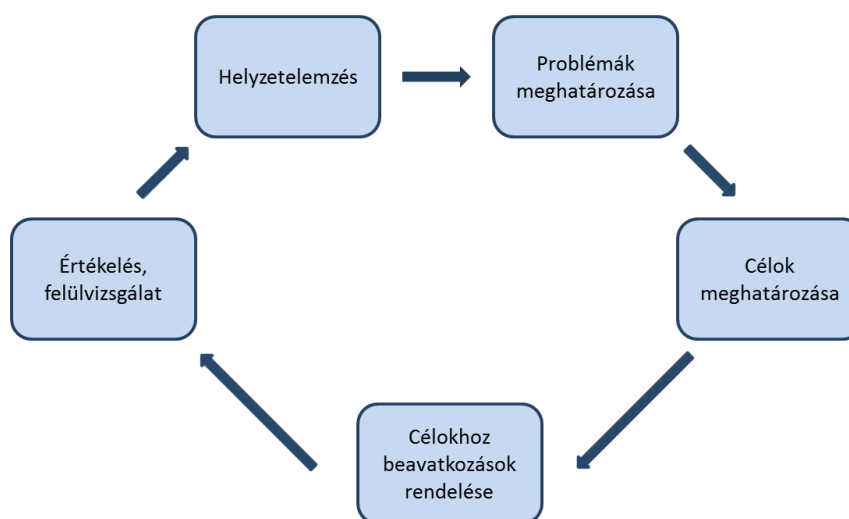 Helyzetelemzés
Problémák
meghatározása
Célok
meghatározása
Célokhoz
beavatkozások
rendelése
Értékelés,
felülvizsgálat